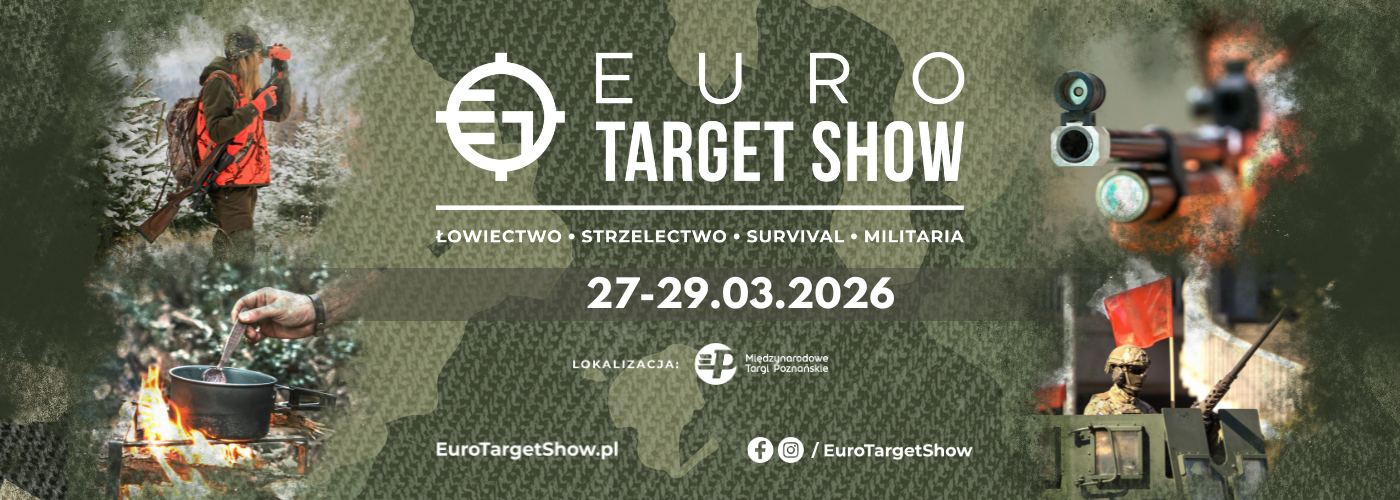 EURO
TARGET SHOW
ŁOWIECTWO • STRZELECTWO • SURVIVAL • MILITARIA
27-29.03.2026
LOKALIZACJA:
Międzynarodowe
Targi Poznańskie
EuroTargetShow.pl
/ EuroTargetShow